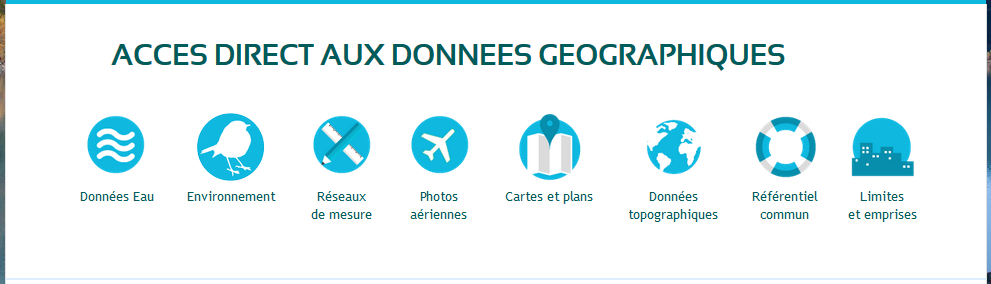 ACCES DIRECT AUX DONNEES GEOGRAPHIQUES
Données Eau
Environnement
Réseaux
de mesure
Photos
aériennes
Cartes et plans
Données
topographiques
Référentiel
commun
Limites
et emprises